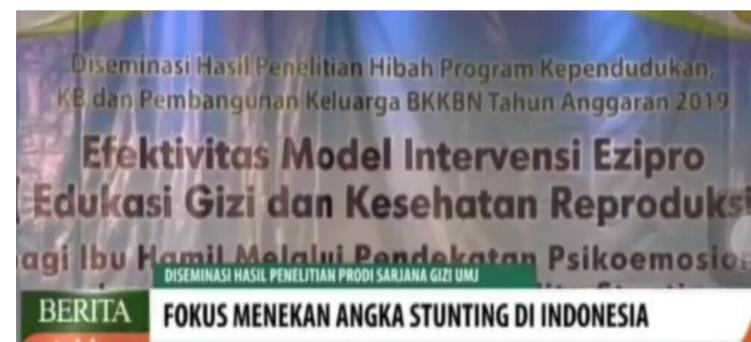 Diseminasi Hasil Penelitian Hibah Program Kependudukan,
KB dan Pembangunan Keluarga BKKBN Tahun Anggaran 2019
Efektivitas Model Intervensi Ezipro
Edukasi Gizi dan Kesehatan Reproduksi
agi Ibu Hamil Melalui Pendekatan Psikoemosio
DISEMINASI HASIL PENELITIAN PRODI SARJANA GIZI UMJ
BERITA
FOKUS MENEKAN ANGKA STUNTING DI INDONESIA